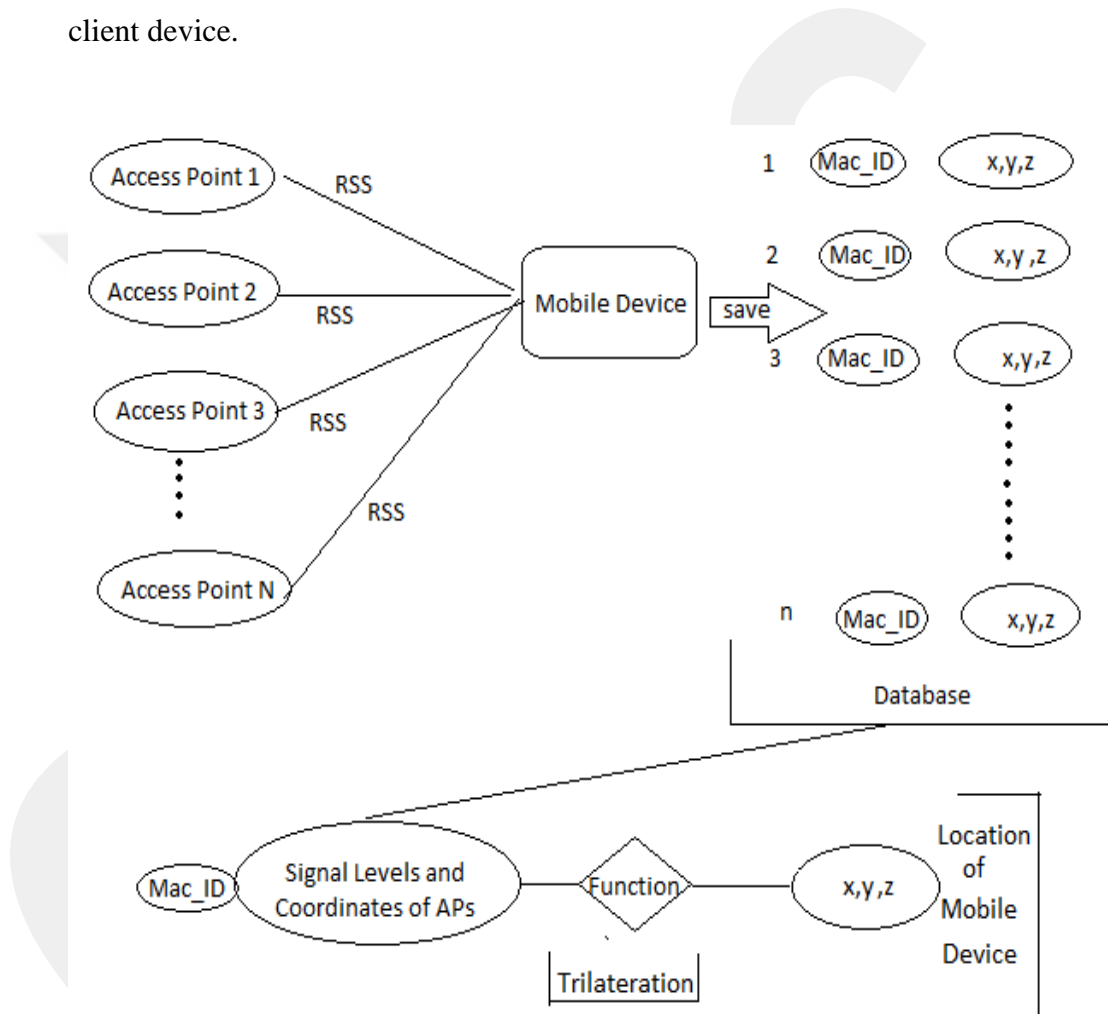 client device.
Access Point 1
RSS
1
Mac_ID
x,y,z
Access Point 2
RSS
Mobile Device
save
2
Mac_ID
x,y ,z
Access Point 3
RSS
3
Mac_ID
x,y,z
RSS
Access Point N
n
Mac_ID
x,y,z
Database
Mac_ID
Signal Levels and
Coordinates of APs
Function
Trilateration
x,y ,z
Location
of
Mobile
Device